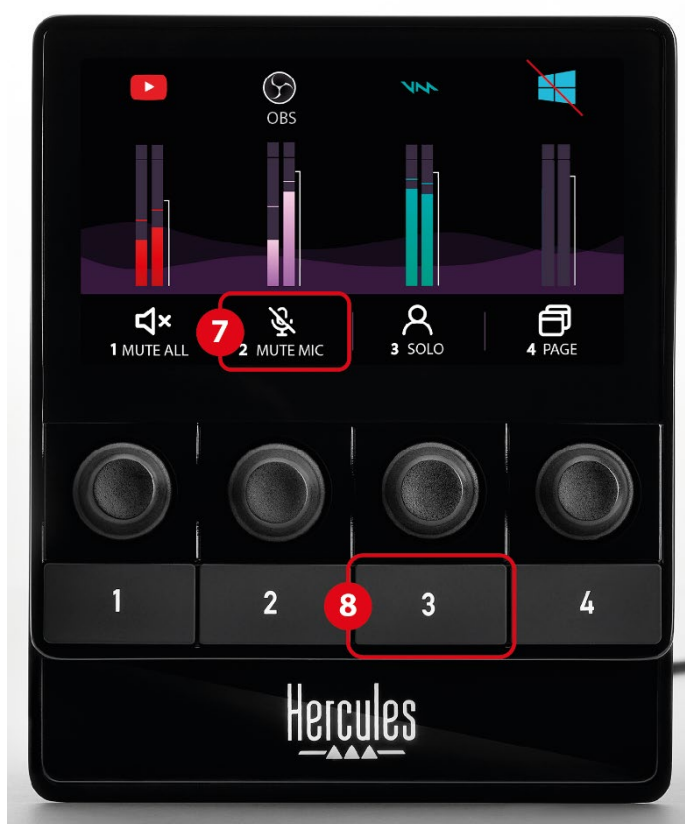 OBS
7
1 MUTE ALL
2 MUTE MIC
3 SOLO
4 PAGE
1
2
8
3
4
Hercules